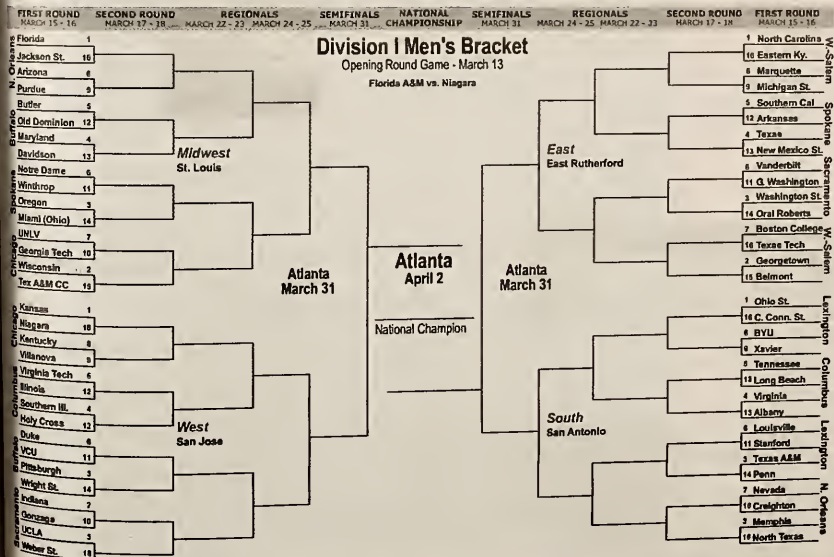 FIRST ROUND SECOND ROUND REGIONALS SEMIFINALS NATIONAL SEMIFINALS REGIONALS SECOND ROUND FIRST ROUND
MARCH 15 - 16 MARCH 17 - 18 MARCH 22 - 23 MARCH 24 - 25 MARCH 31 CHAMPIONSHIP MARCH 31 MARCH 24 - 25 MARCH 22 - 23 MARCH 17 - 18 MARCH 15 - 16
Division I Men's Bracket
Opening Round Game - March 13
Florida A&M vs. Niagara
N. Orleans
Florida 1
Jackson St. 16
Arizona
Purdue 9
Buffalo
Butler 5
Old Dominion 12
Maryland 4
Davidson 13
Midwest
St. Louis
Spokane
Notre Dame 6
Winthrop 11
Oregon 3
Miami (Ohio) 14
Chicago
UNLV 7
Georgia Tech 10
Wisconsin 2
Tex A&M CC 15
Atlanta
March 31
Chicago
Kansas 1
Niagara 16
Kentucky
Villanova 9
Columbus
Virginia Tech
Illinois 12
Southern Ill. 4
Holy Cross
West
San Jose
Buffalo
Duke 6
VCU 11
Pittsburgh 3
Wright St. 14
Sacramento
Indiana 7
Gonzaga 10
UCLA
Weber St.
Atlanta
April 2
National Champion
Atlanta
March 31
East
East Rutherford
W.-Salem
1 North Carolina
16 Eastern Ky.
Marquette
9 Michigan St.
Spokane
5 Southern Cal
12 Arkansas
4 Texas
13 New Mexico St.
Sacramento
6 Vanderbilt
11 G. Washington
3 Washington St.
14 Oral Roberts
W.-Salem
7 Boston College
Texas Tech
2 Georgetown
15 Belmont
South
San Antonio
Lexington
1 Ohio St.
16 C. Conn. St.
BYU
9 Xavier
Columbus
5 Tennessee
12 Long Beach
4 Virginia
13 Albany
Lexington
6 Louisville
11 Stanford
3 Texas A&M
14 Penn
N. Orleans
7 Nevada
10 Creighton
Memphis
North Texas